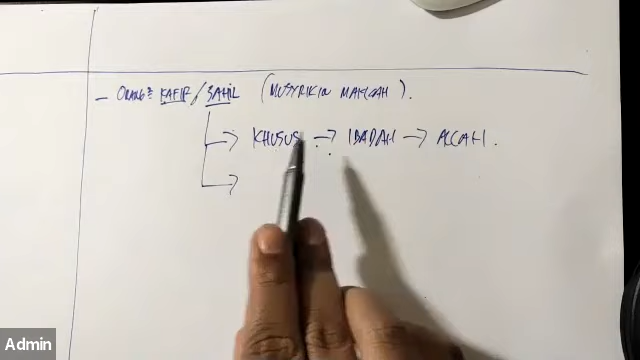 - ORANG2 KAFIR / JAHIL (MUSYRIKIN MAKKAH).
→ KHUSUS → IBADAH → ALLAH.
→
Admin